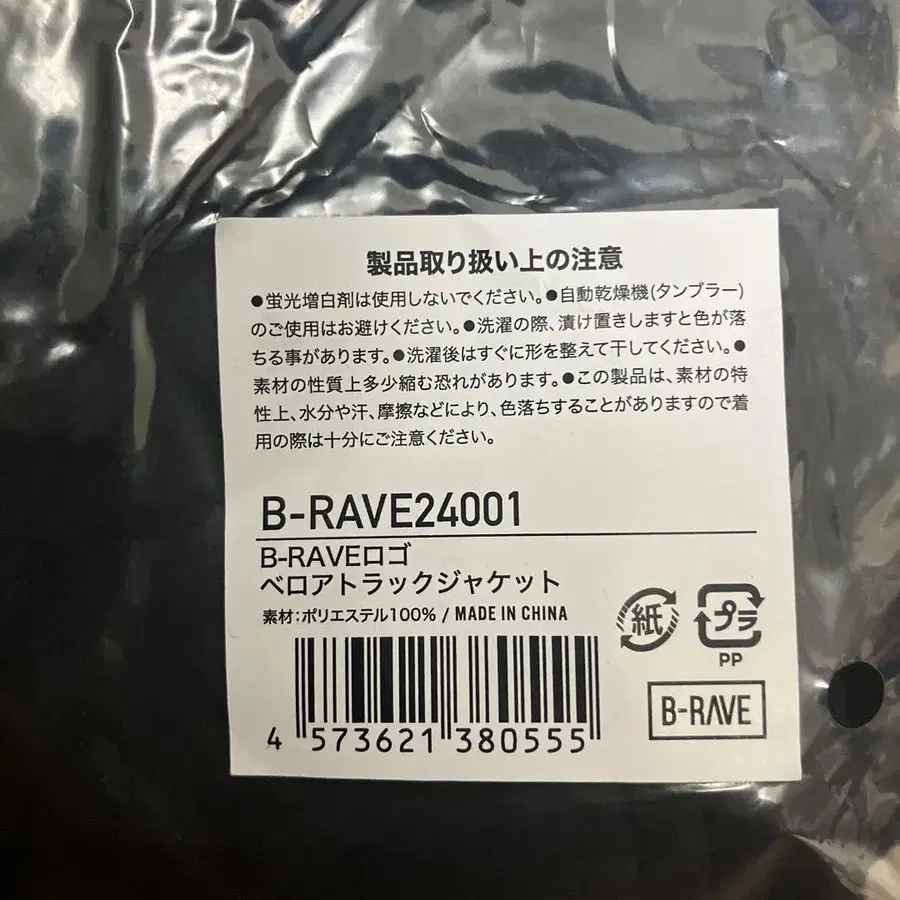 製品取り扱い上の注意
●蛍光増白剤は使用しないでください。●自動乾燥機(タンブラー)
のご使用はお避けください。●洗濯の際、漬け置きしますと色が落
ちる事があります。●洗濯後はすぐに形を整えて干してください。●
素材の性質上多少縮む恐れがあります。●この製品は、素材の特
性上、水分や汗、摩擦などにより、色落ちすることがありますので着
用の際は十分にご注意ください。
B-RAVE24001
B-RAVEロゴ
ベロアトラックジャケット
素材:ポリエステル100% / MADE IN CHINA
紙
プラ
PP
B-RAVE
4 573621 380555